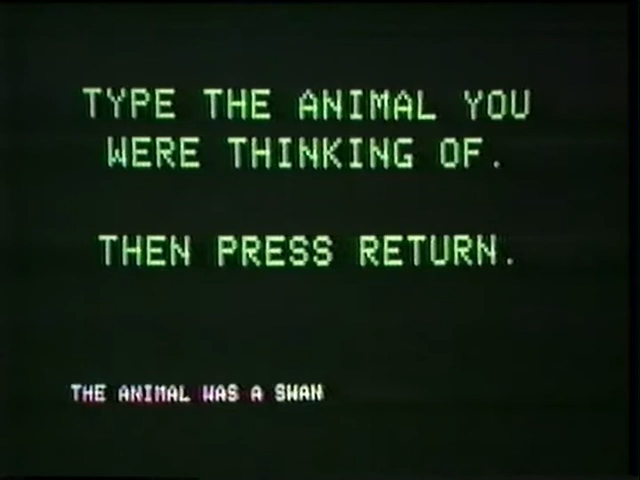 TYPE THE ANIMAL YOU
WERE THINKING OF.
THEN PRESS RETURN.
THE ANIMAL WAS A SWAN